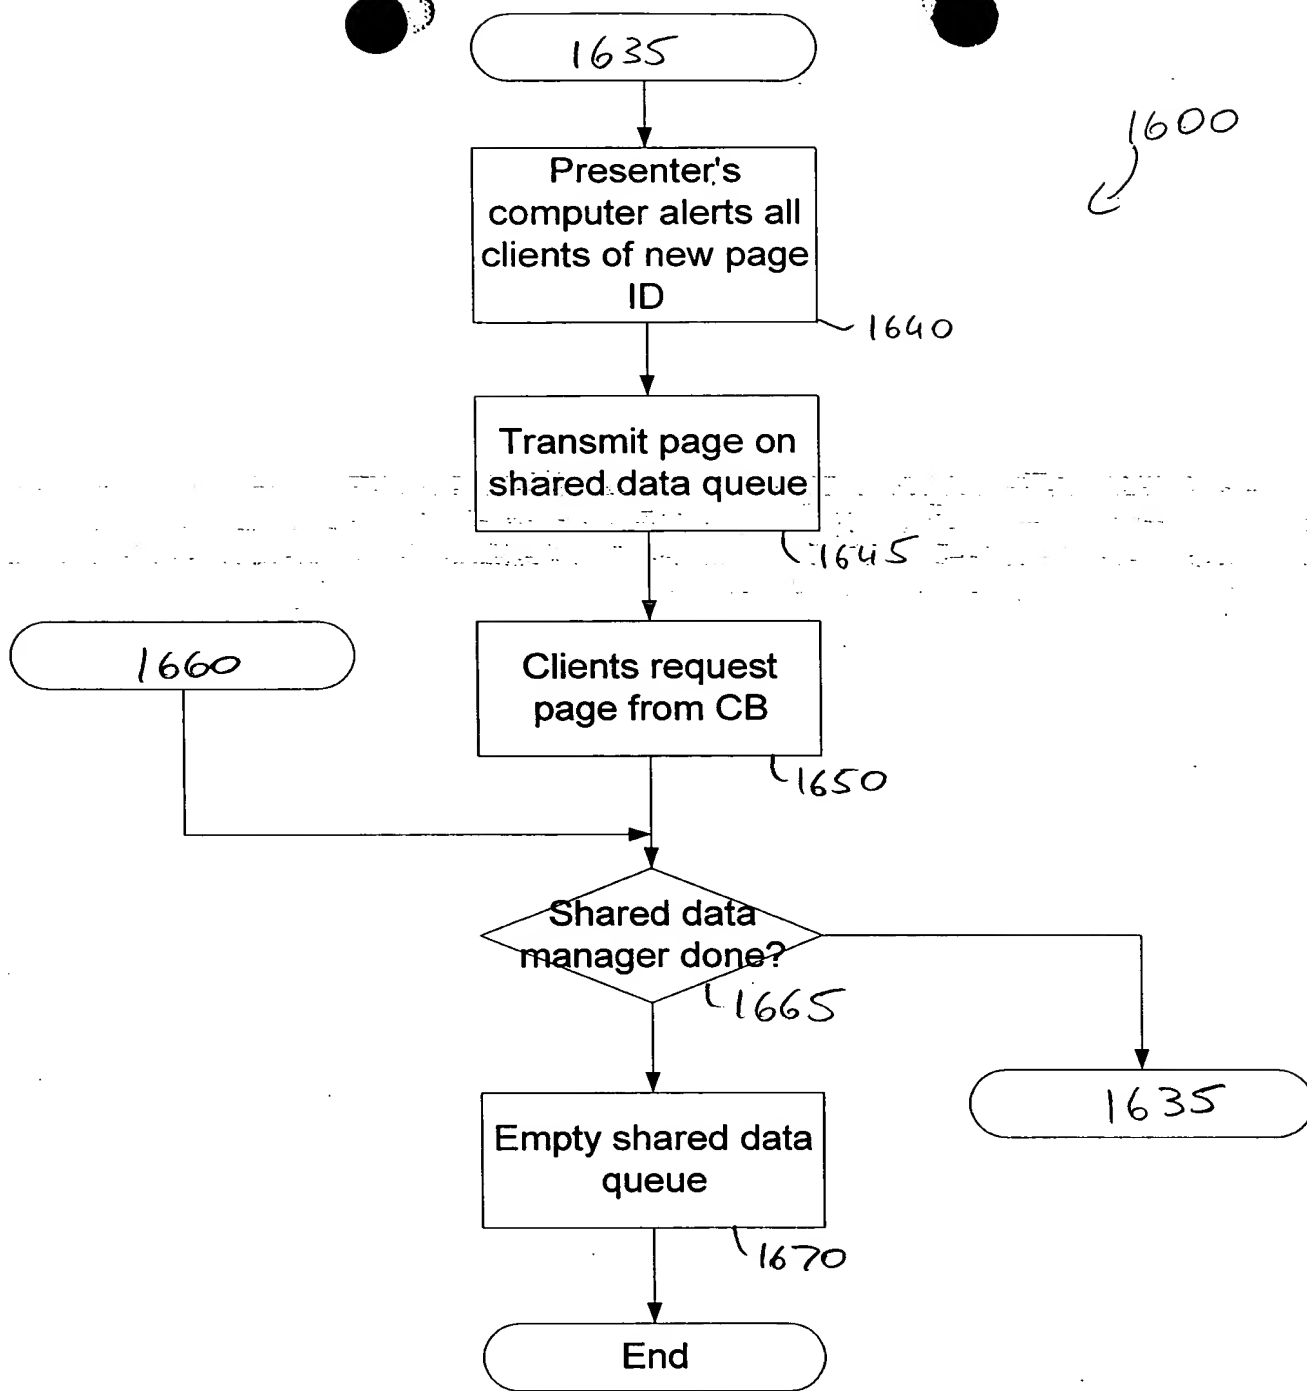 1635
1600
Presenter's
computer alerts all
clients of new page
ID
1640
Transmit page on
shared data queue
1645
1660
Clients request
page from CB
1650
Shared data
manager done?
1665
1635
Empty shared data
queue
1670
End